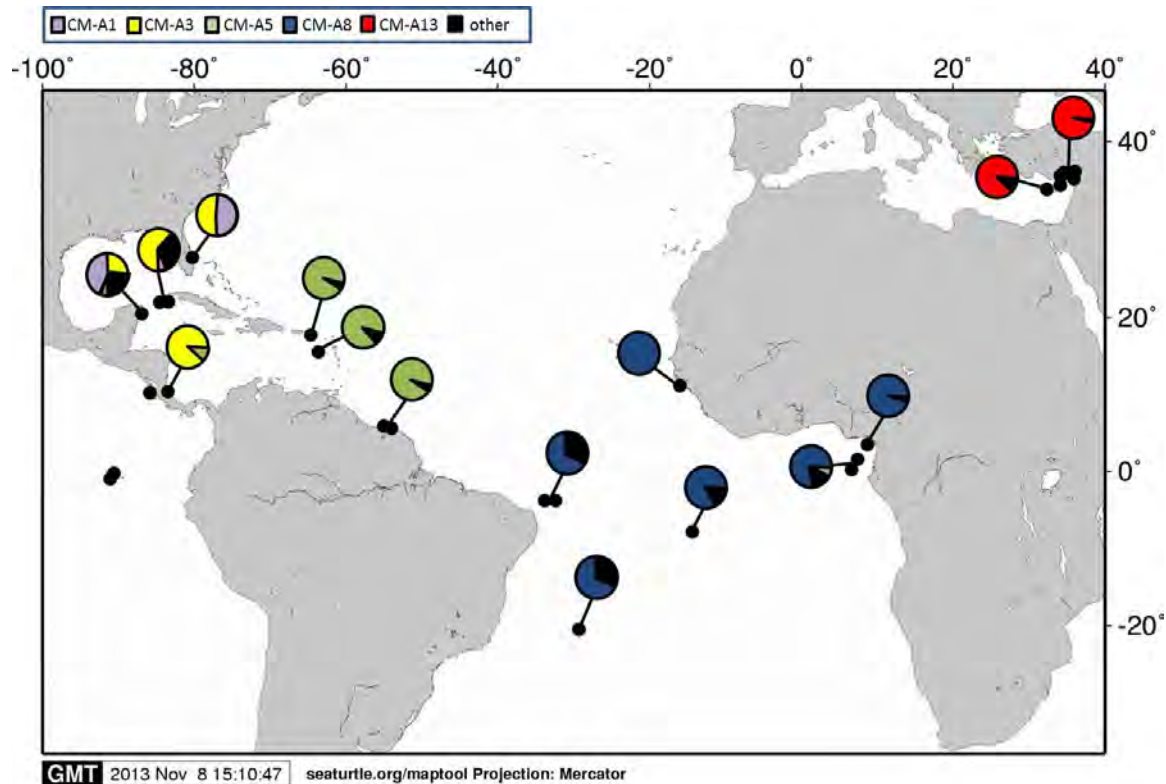 CM-A1 CM-A3 CM-A5 CM-A8 CM-A13 other
-100° -80° -60° -40° -20° 0° 20° 40°
40°
20°
0°
-20°
GMT 2013 Nov 8 15:10:47 seaturtle.org/maptool Projection: Mercator